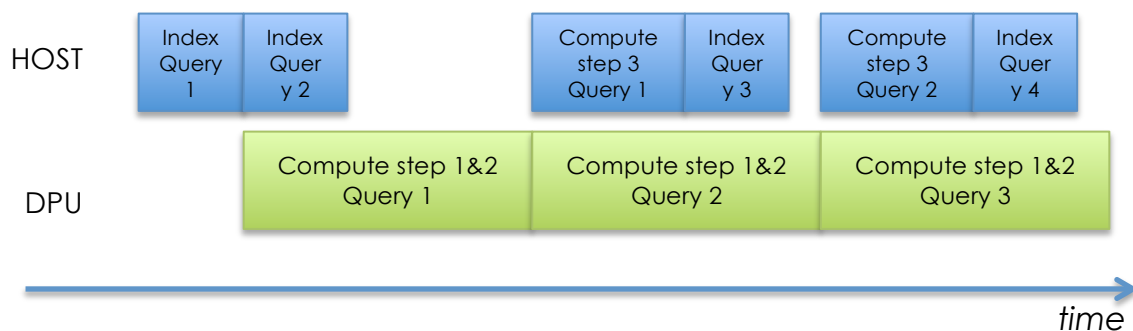 HOST
Index
Query
1
Index
Quer
y 2
Compute
step 3
Query 1
Index
Quer
y 3
Compute
step 3
Query 2
Index
Quer
y 4
DPU
Compute step 1&2
Query 1
Compute step 1&2
Query 2
Compute step 1&2
Query 3
time